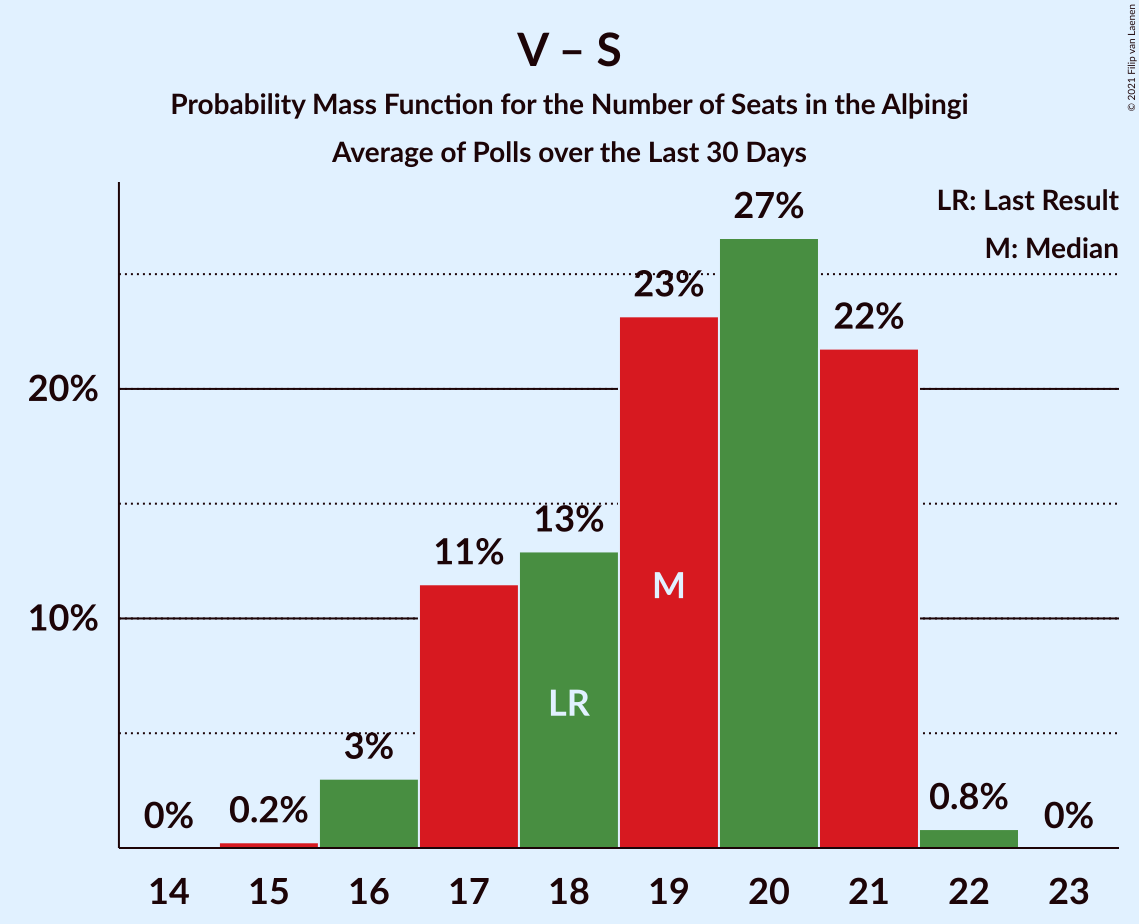 V – S
Probability Mass Function for the Number of Seats in the Alþingi
Average of Polls over the Last 30 Days
© 2021 Filip van Laenen
LR: Last Result
M: Median
20%
10%
0%
0.2%
3%
11%
13%
23%
27%
22%
0.8%
0%
LR
M
14 15 16 17 18 19 20 21 22 23